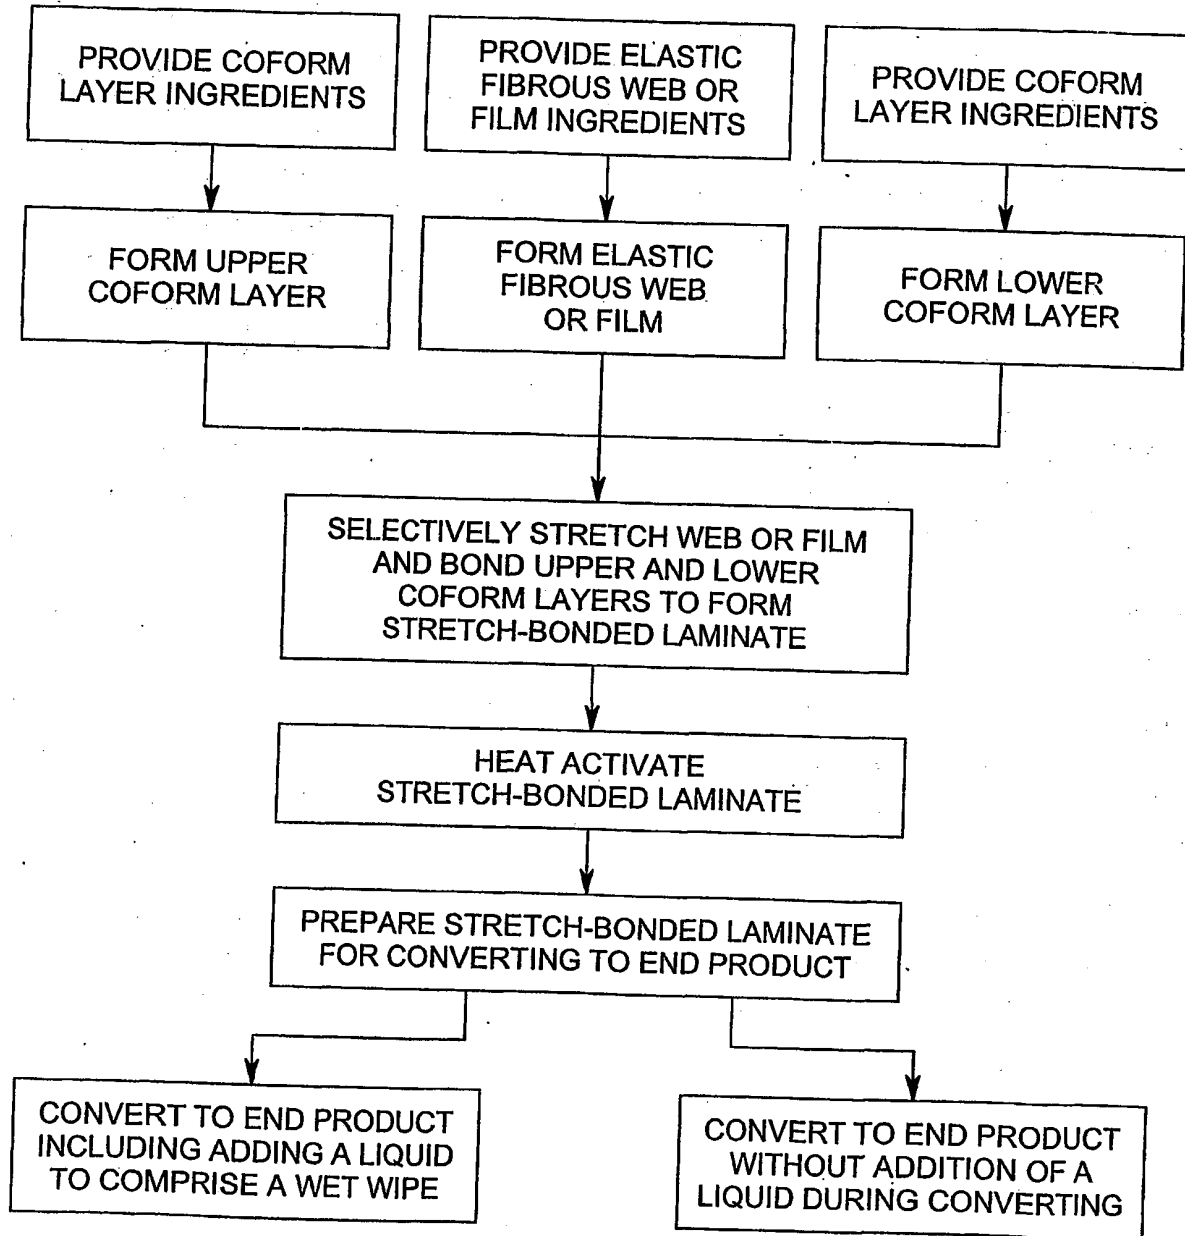 PROVIDE COFORM
LAYER INGREDIENTS
PROVIDE ELASTIC
FIBROUS WEB OR
FILM INGREDIENTS
PROVIDE COFORM
LAYER INGREDIENTS
FORM UPPER
COFORM LAYER
FORM ELASTIC
FIBROUS WEB
OR FILM
FORM LOWER
COFORM LAYER
SELECTIVELY STRETCH WEB OR FILM
AND BOND UPPER AND LOWER
COFORM LAYERS TO FORM
STRETCH-BONDED LAMINATE
HEAT ACTIVATE
STRETCH-BONDED LAMINATE
PREPARE STRETCH-BONDED LAMINATE
FOR CONVERTING TO END PRODUCT
CONVERT TO END PRODUCT
INCLUDING ADDING A LIQUID
TO COMPRISE A WET WIPE
CONVERT TO END PRODUCT
WITHOUT ADDITION OF A
LIQUID DURING CONVERTING